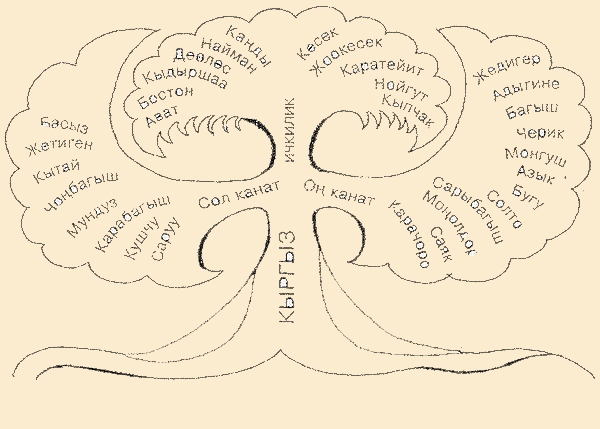 Канды
Найман
Дөөлөс
Кыдыршаа
Бостон
Ават
Кесек
Жоокесек
Каратейит
Нойгут
Кыпчак
ИЧКИЛИК
Басыз
Жетиген
Кытай
Чоңбагыш
Мундуз
Карабагыш
Кушчу
Саруу
Сол канат
Оң канат
Жедигер
Адыгине
Багыш
Черик
Монгуш
Азык
Бугу
Солто
Сарыбагыш
Монолдор
Саяк
Карачоро
КЫРГЫЗ